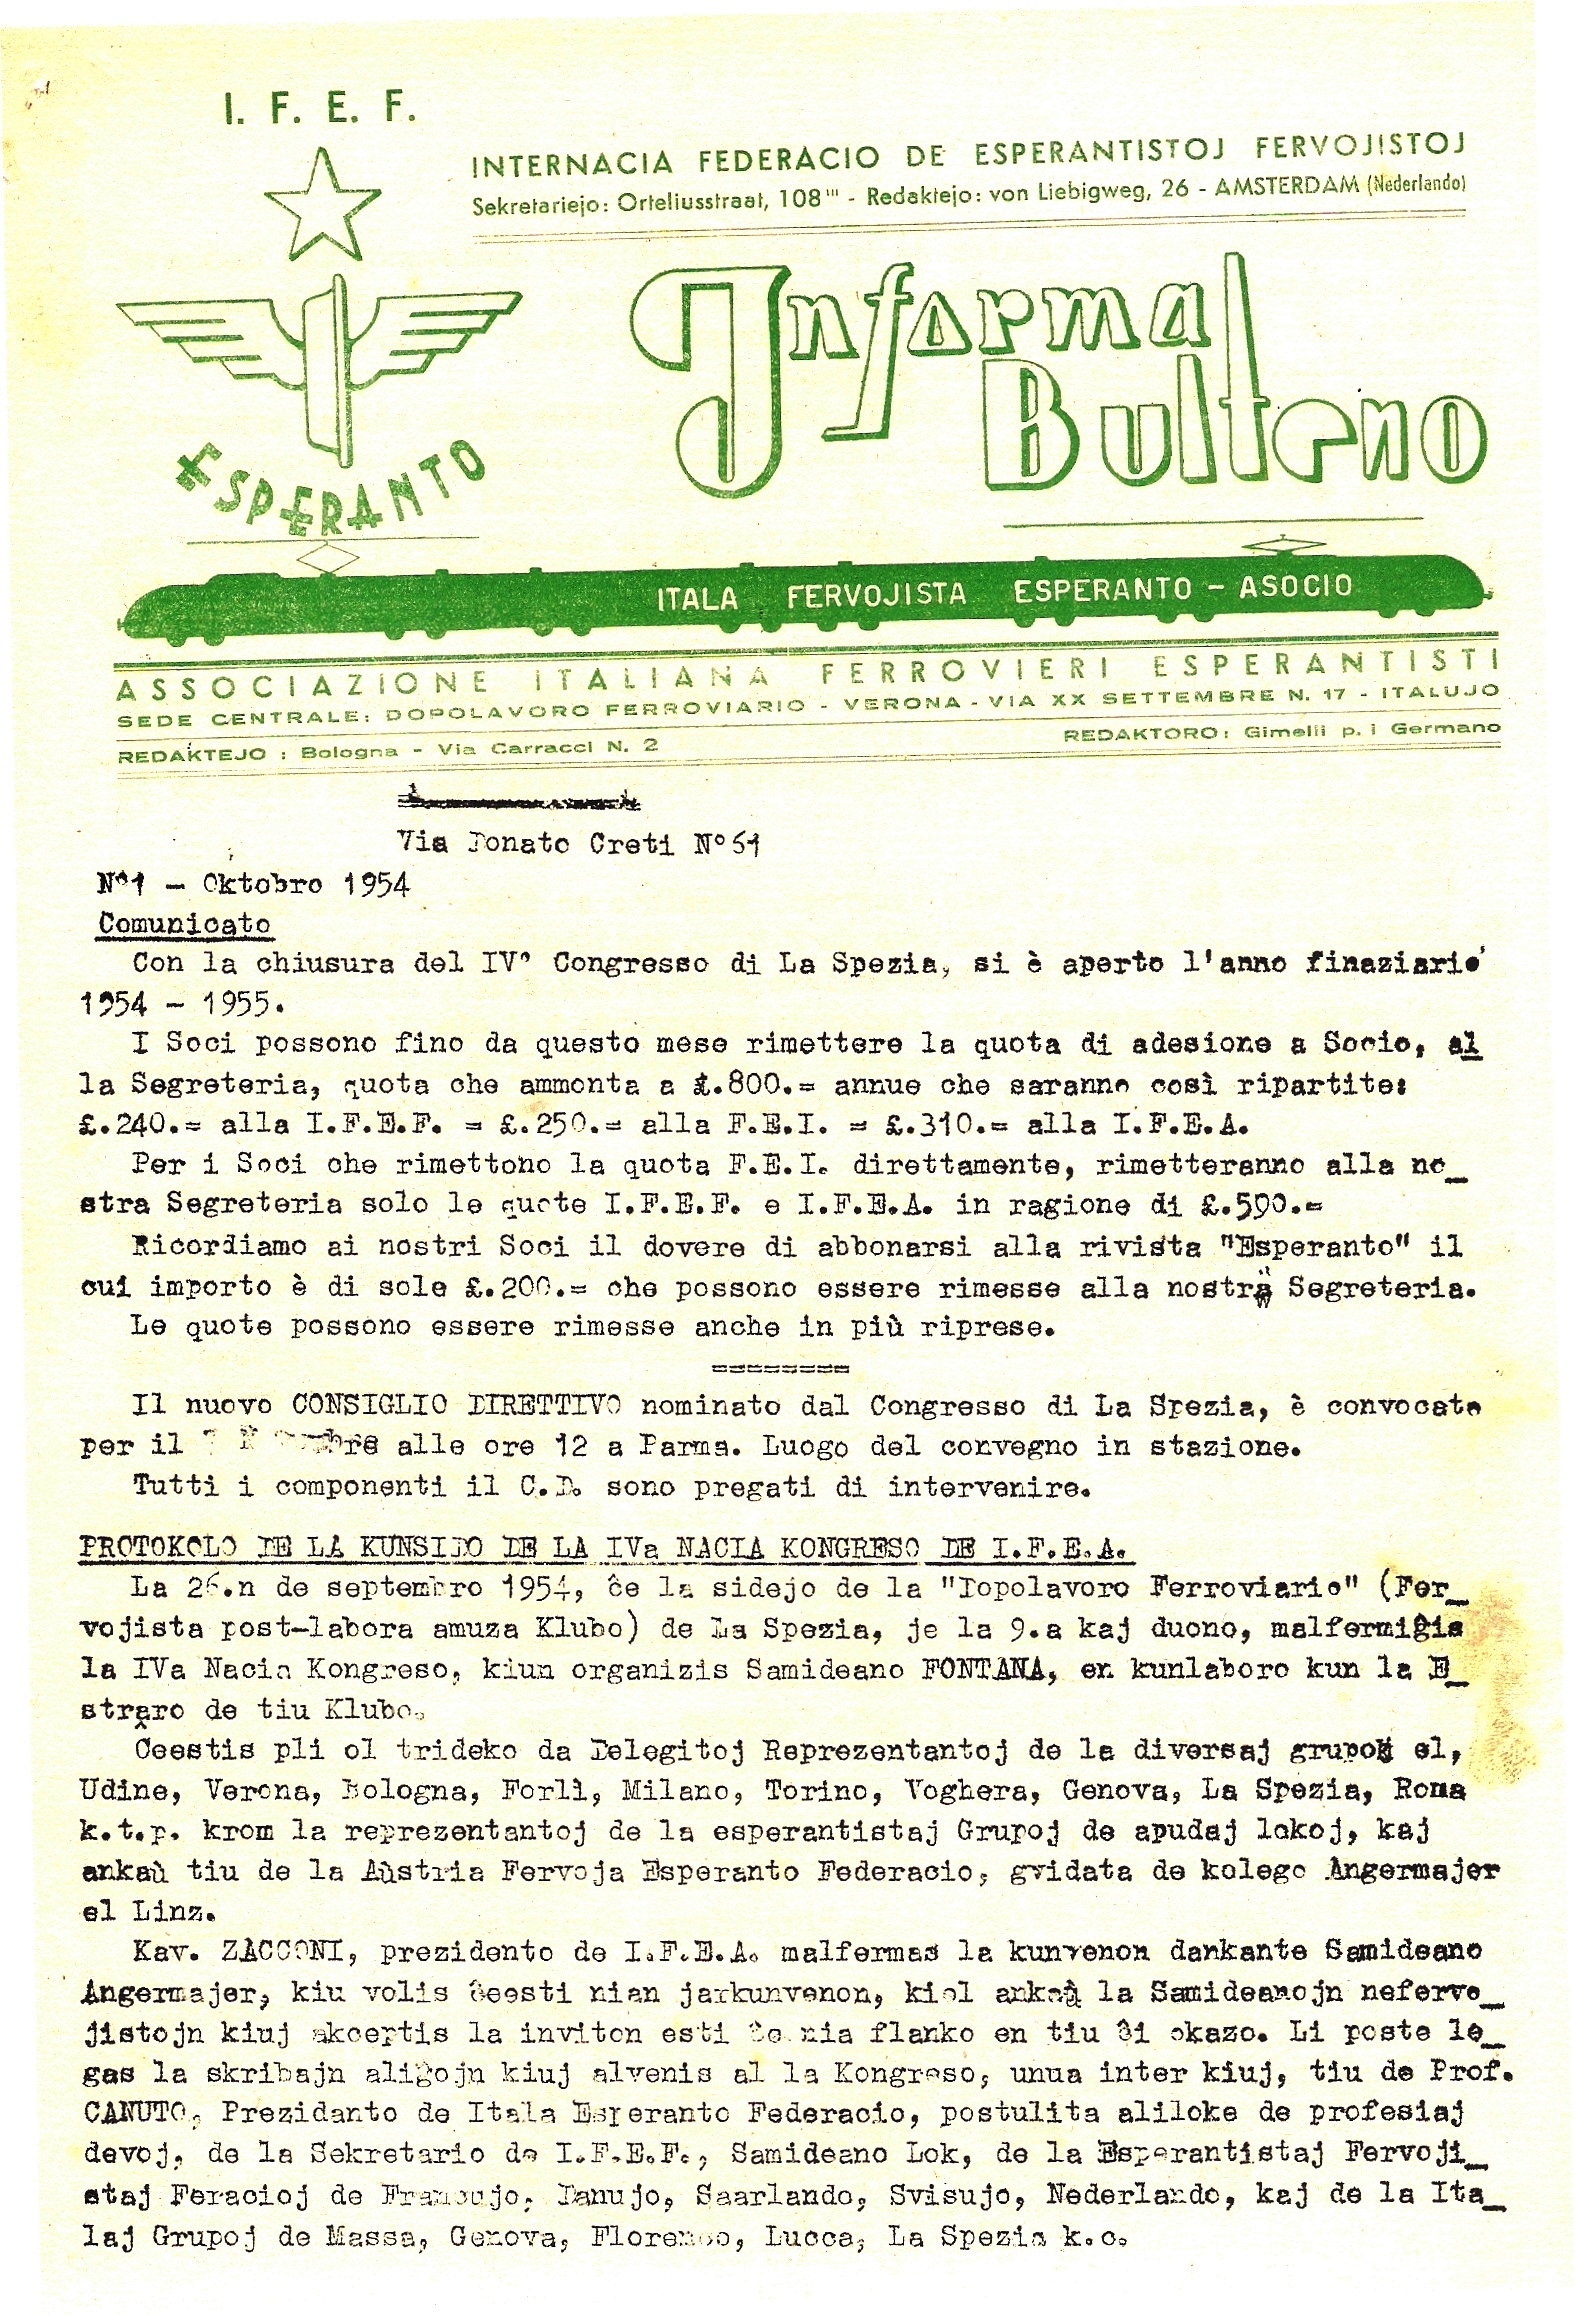 I. F. E. F.
INTERNACIA FEDERACIO DE ESPERANTISTOJ FERVOJISTOJ
Sekretariejo: Orteliusstraat, 108''' - Redaktejo: von Liebigweg, 26 - AMSTERDAM (Nederlando)
Informa
Bulteno
ESPERANTO
ITALA FERVOJISTA ESPERANTO - ASOCIO
ASSOCIAZIONE ITALIANA FERROVIERI ESPERANTISTI
SEDE CENTRALE: DOPOLAVORO FERROVIARIO - VERONA - VIA XX SETTEMBRE N. 17 - ITALUJO
REDAKTEJO : Bologna - Via Carracci N. 2
REDAKTORO: Gimelli p. i Germano
Via Donato Creti N°61
N°1 - Oktobro 1954
Comunicato
Con la chiusura del IV° Congresso di La Spezia, si è aperto l'anno finaziario
1954 - 1955.
I Soci possono fino da questo mese rimettere la quota di adesione a Socio, al
la Segreteria, quota che ammonta a £.800.= annue che saranno così ripartite:
£.240.= alla I.F.E.F. = £.250.= alla F.E.I. = £.310.= alla I.F.E.A.
Per i Soci che rimettono la quota F.E.I. direttamente, rimetteranno alla no_
stra Segreteria solo le quote I.F.E.F. e I.F.E.A. in ragione di £.590.=
Ricordiamo ai nostri Soci il dovere di abbonarsi alla rivista "Esperanto" il
cui importo è di sole £.200.= che possono essere rimesse alla nostra Segreteria.
Le quote possono essere rimesse anche in più riprese.
========
Il nuovo CONSIGLIO DIRETTIVO nominato dal Congresso di La Spezia, è convocato
per il alle ore 12 a Parma. Luogo del convegno in stazione.
Tutti i componenti il C.D. sono pregati di intervenire.
PROTOKOLO DE LA KUNSIDO DE LA IVa NACIA KONGRESO DE I.F.E.A.
La 26.n de septembro 1954, ĉe la sidejo de la "Dopolavoro Ferroviario" (Fer_
vojista post-labora amuza Klubo) de La Spezia, je la 9.a kaj duono, malfermiĝis
la IVa Nacia Kongreso, kiun organizis Samideano FONTANA, en kunlaboro kun la E_
straro de tiu Klubo.
Ĉeestis pli ol trideko da Delegitoj Reprezentantoj de la diversaj grupoj el,
Udine, Verona, Bologna, Forlì, Milano, Torino, Voghera, Genova, La Spezia, Roma
k.t.p. krom la reprezentantoj de la esperantistaj Grupoj de apudaj lokoj, kaj
ankaù tiu de la Aùstria Fervoja Esperanto Federacio, gvidata de kolego Angermajer
el Linz.
Kav. ZACCONI, prezidento de I.F.E.A. malfermas la kunvenon dankante Samideano
Angermajer, kiu volis ĉeesti nian jarkunvenon, kiel ankaù la Samideanojn nefervo_
jistojn kiuj akceptis la inviton esti ĉe nia flanko en tiu ĉi okazo. Li poste le_
gas la skribajn aliĝojn kiuj alvenis al la Kongreso, unua inter kiuj, tiu de Prof.
CANUTO, Prezidanto de Itala Esperanto Federacio, postulita aliloke de profesiaj
devoj, de la Sekretario de I.F.E.F., Samideano Lok, de la Esperantistaj Fervoji_
staj Feracioj de Francujo, Danujo, Saarlando, Svisujo, Nederlando, kaj de la Ita_
laj Grupoj de Massa, Genova, Florenco, Lucca, La Spezia k.c.